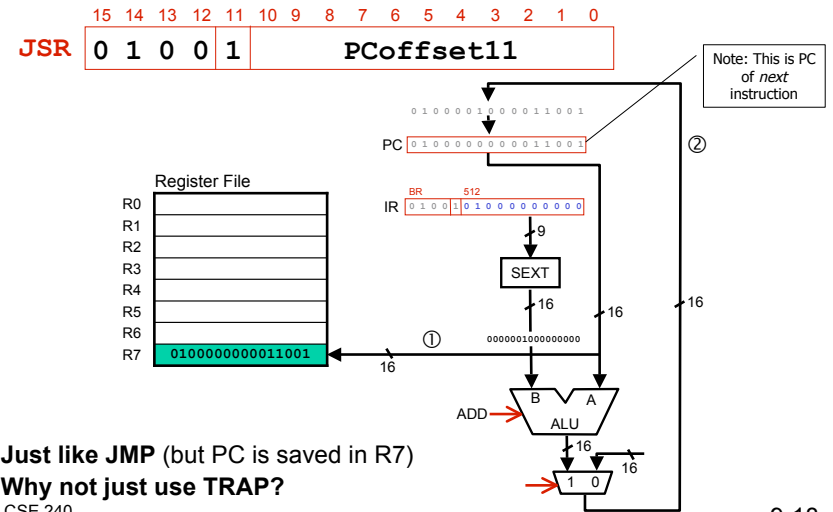 15 14 13 12 11 10 9 8 7 6 5 4 3 2 1 0
JSR 0 1 0 0 1 PCoffset11
Note: This is PC
of next
instruction
0 1 0 0 0 0 1 0 0 0 0 1 1 0 0 1
PC 0 1 0 0 0 0 0 0 0 0 0 1 1 0 0 1
②
Register File
BR 512
IR 0 1 0 0 1 0 1 0 0 0 0 0 0 0 0 0
R0
R1
R2
R3
R4
R5
R6
R7 0100000000011001
9
SEXT
16
16
16
①
0000001000000000
16
B A
ADD
ALU
16
16
1 0
Just like JMP (but PC is saved in R7)
Why not just use TRAP?
CSE 240